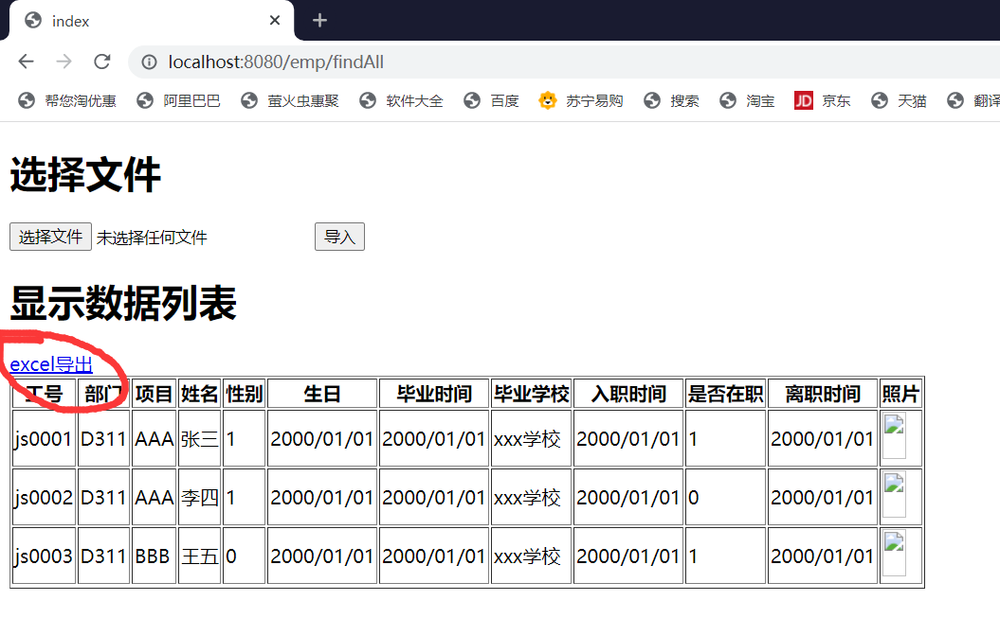 index
localhost:8080/emp/findAll
帮您淘优惠 阿里巴巴 萤火虫惠聚 软件大全 百度 苏宁易购 搜索 淘宝 JD 京东 天猫 翻译
选择文件
选择文件 未选择任何文件 导入
显示数据列表
excel导出
工号 部门 项目 姓名 性别 生日 毕业时间 毕业学校 入职时间 是否在职 离职时间 照片
js0001 D311 AAA 张三 1 2000/01/01 2000/01/01 xxx学校 2000/01/01 1 2000/01/01
js0002 D311 AAA 李四 1 2000/01/01 2000/01/01 xxx学校 2000/01/01 0 2000/01/01
js0003 D311 BBB 王五 0 2000/01/01 2000/01/01 xxx学校 2000/01/01 1 2000/01/01